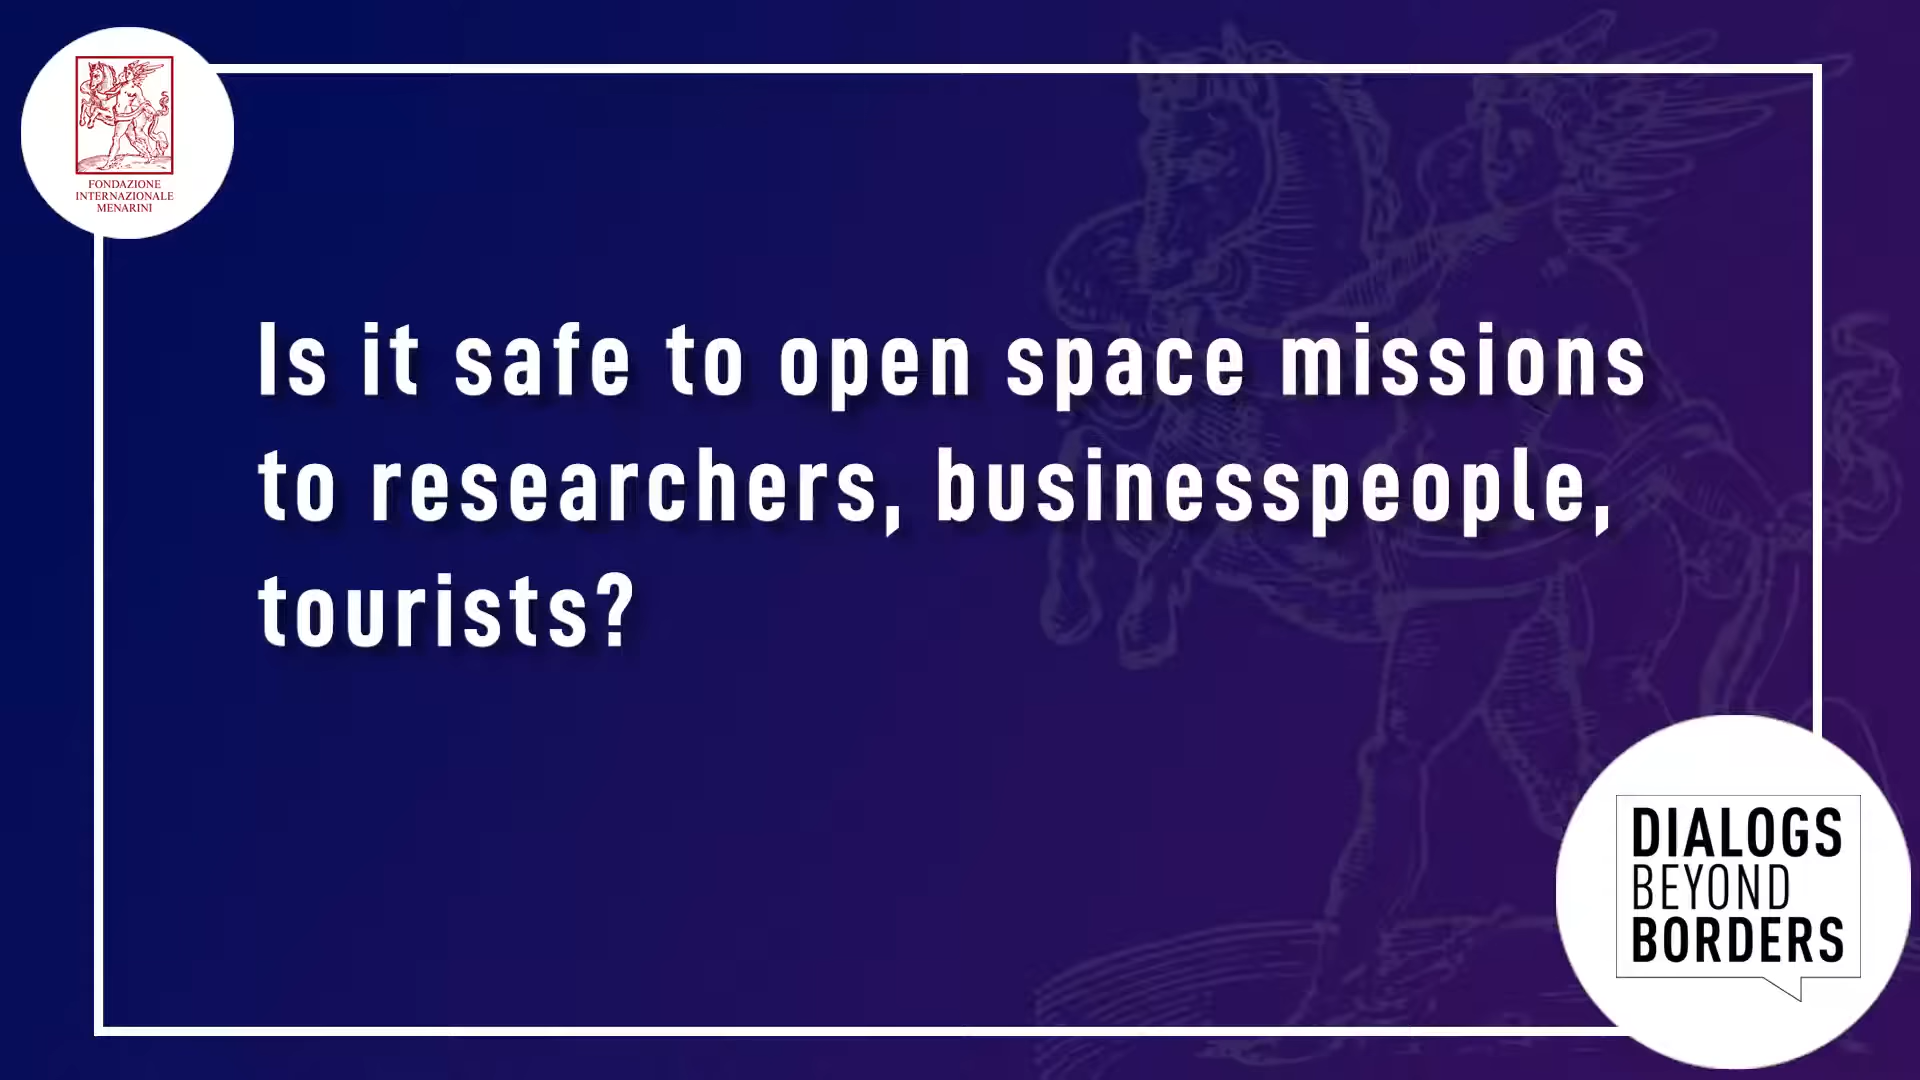 FONDAZIONE
INTERNAZIONALE
MENARINI
Is it safe to open space missions
to researchers, businesspeople,
tourists?
DIALOGS
BEYOND
BORDERS